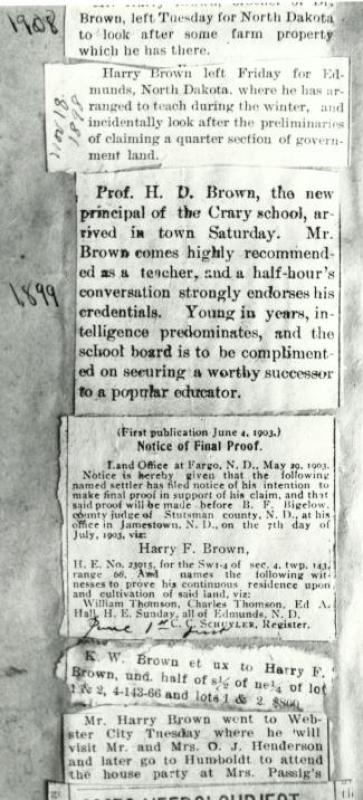 1908
Brown, left Tuesday for North Dakota
to look after some farm property
which he has there.
Nov 18
1898
Harry Brown left Friday for Ed-
munds, North Dakota, where he has ar-
ranged to teach during the winter, and
incidentally look after the preliminaries
of claiming a quarter section of govern-
ment land.
1899
Prof. H. D. Brown, the new
principal of the Crary school, ar-
rived in town Saturday. Mr.
Brown comes highly recommend-
ed as a teacher, and a half-hour's
conversation strongly endorses his
credentials. Young in years, in-
telligence predominates, and the
school board is to be compliment-
ed on securing a worthy successor
to a popular educator.
(First publication June 4, 1903.)
Notice of Final Proof.
Land Office at Fargo, N. D., May 29, 1903.
Notice is hereby given that the following
named settler has filed notice of his intention to
make final proof in support of his claim, and that
said proof will be made before B. F. Bigelow,
county judge of Stutsman county, N. D., at his
office in Jamestown, N. D., on the 7th day of
July, 1903, viz:
Harry F. Brown,
H. E. No. 23015, for the Sw1-4 of sec. 4, twp. 143,
range 66. And names the following wit-
nesses to prove his continuous residence upon
and cultivation of said land, viz:
William Thomson, Charles Thomson, Ed A.
Hall, H. E. Sunday, all of Edmunds, N. D.
June 1st C. C. SCHUYLER, Register.
K. W. Brown et ux to Harry F.
Brown, und. half of s½ of ne¼ of lot
1 & 2, 4-143-66 and lots 1 & 2 $800
Mr. Harry Brown went to Web-
ster City Tuesday where he will
visit Mr. and Mrs. O. J. Henderson
and later go to Humboldt to attend
the house party at Mrs. Passig's